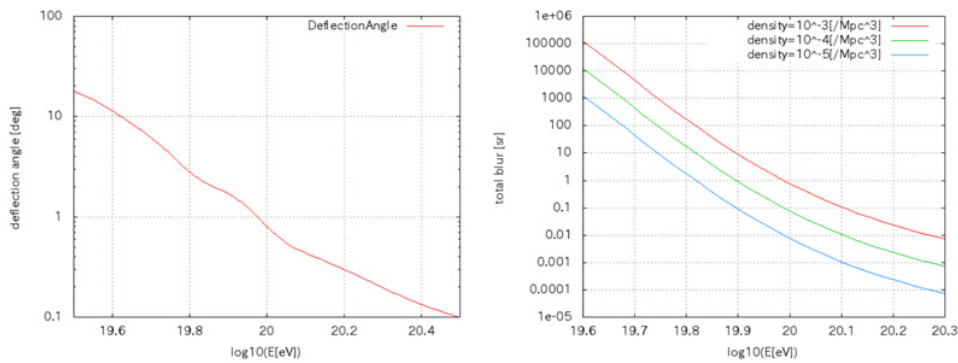 100
10
1
0.1
deflection angle [deg]
DeflectionAngle
19.6 19.8 20 20.2 20.4
log10(E[eV])
1e+06
100000
10000
1000
100
10
1
0.1
0.01
0.001
0.0001
1e-05
total blur [sr]
density=10^-3[/Mpc^3]
density=10^-4[/Mpc^3]
density=10^-5[/Mpc^3]
19.6 19.7 19.8 19.9 20 20.1 20.2 20.3
log10(E[eV])